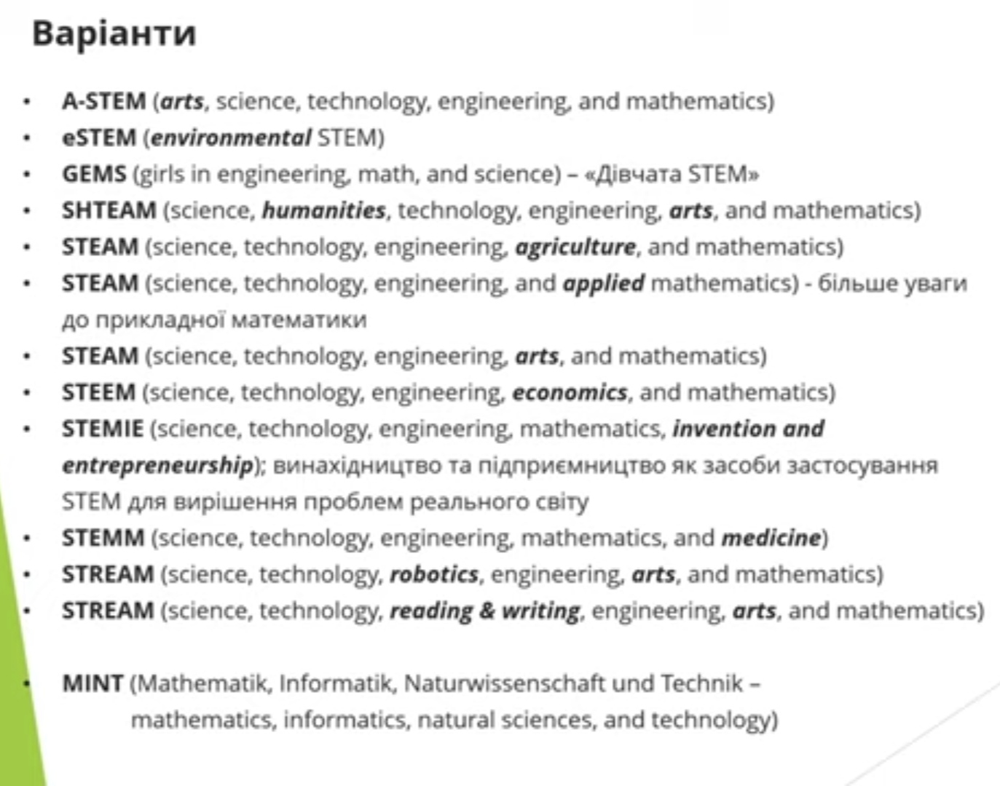 Варіанти
• A-STEM (arts, science, technology, engineering, and mathematics)
• eSTEM (environmental STEM)
• GEMS (girls in engineering, math, and science) – «Дівчата STEM»
• SHTEAM (science, humanities, technology, engineering, arts, and mathematics)
• STEAM (science, technology, engineering, agriculture, and mathematics)
• STEAM (science, technology, engineering, and applied mathematics) - більше уваги
до прикладної математики
• STEAM (science, technology, engineering, arts, and mathematics)
• STEEM (science, technology, engineering, economics, and mathematics)
• STEMIE (science, technology, engineering, mathematics, invention and
entrepreneurship); винахідництво та підприємництво як засоби застосування
STEM для вирішення проблем реального світу
• STEMM (science, technology, engineering, mathematics, and medicine)
• STREAM (science, technology, robotics, engineering, arts, and mathematics)
• STREAM (science, technology, reading & writing, engineering, arts, and mathematics)
• MINT (Mathematik, Informatik, Naturwissenschaft und Technik –
mathematics, informatics, natural sciences, and technology)